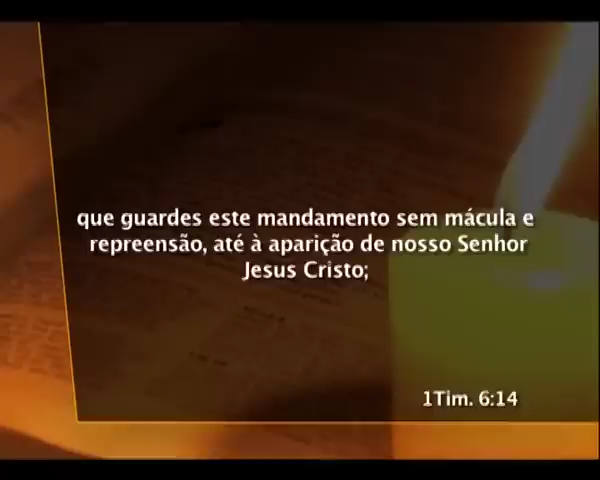 que guardes este mandamento sem mácula e
repreensão, até à aparição de nosso Senhor
Jesus Cristo;
1Tim. 6:14